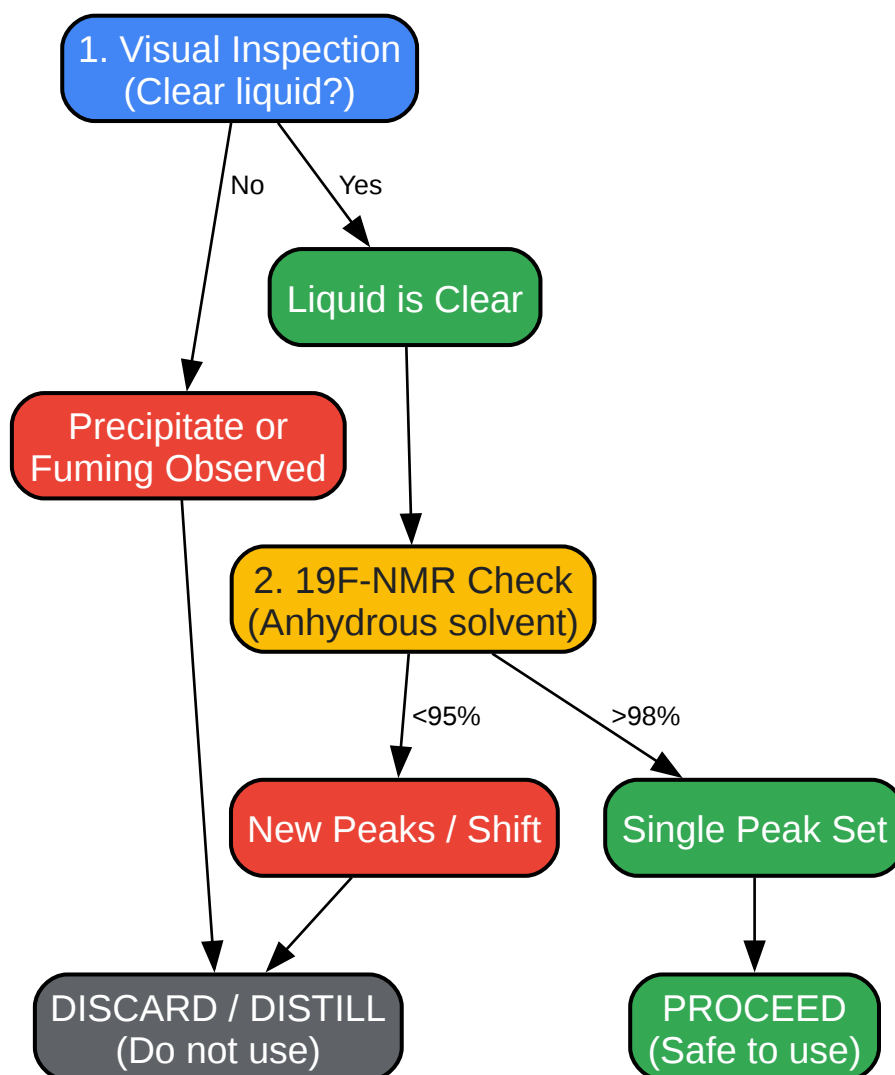 1. Visual Inspection
(Clear liquid?)
No
Yes
Liquid is Clear
Precipitate or
Fuming Observed
2. 19F-NMR Check
(Anhydrous solvent)
<95%
>98%
New Peaks / Shift
Single Peak Set
DISCARD / DISTILL
(Do not use)
PROCEED
(Safe to use)